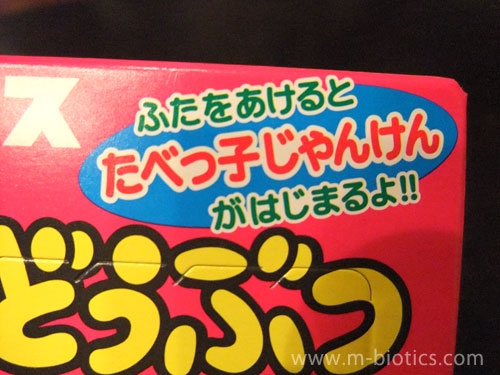 ス
ふたをあけると
たべっ子じゃんけん
がはじまるよ!!
どうぶつ
www.m-biotics.com